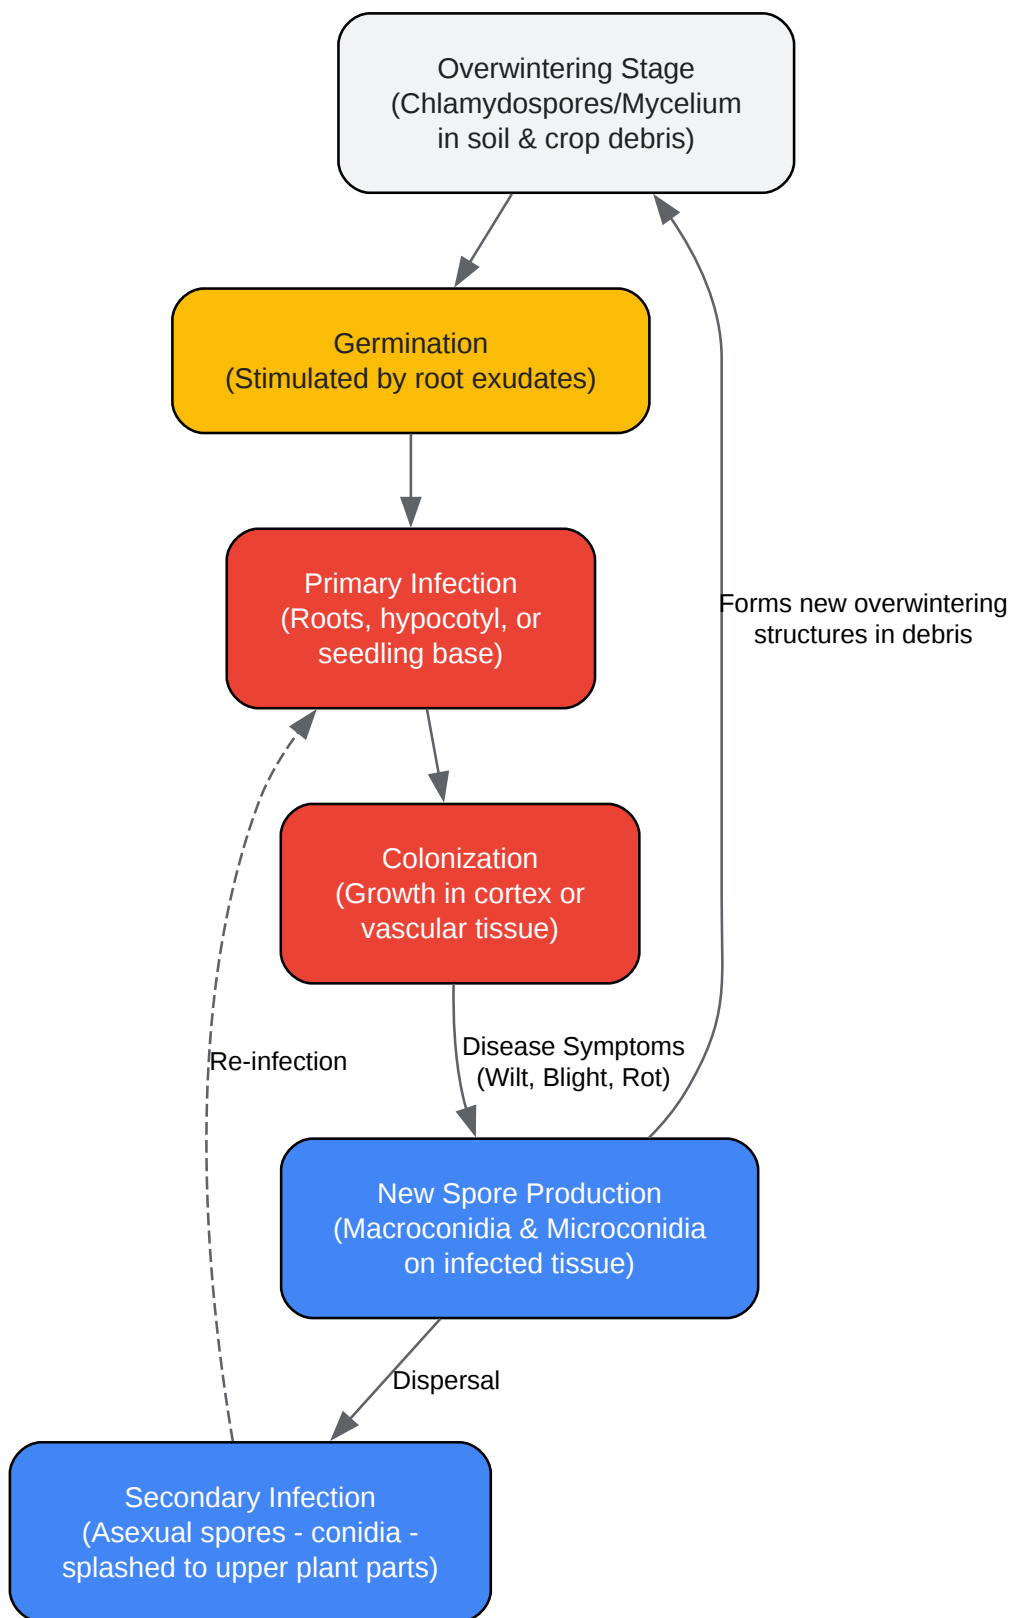 Overwintering Stage
(Chlamydospores/Mycelium
in soil & crop debris)
Germination
(Stimulated by root exudates)
Primary Infection
(Roots, hypocotyl, or
seedling base)
Forms new overwintering
structures in debris
Colonization
(Growth in cortex or
vascular tissue)
Re-infection
Disease Symptoms
(Wilt, Blight, Rot)
New Spore Production
(Macroconidia & Microconidia
on infected tissue)
Dispersal
Secondary Infection
(Asexual spores - conidia -
splashed to upper plant parts)